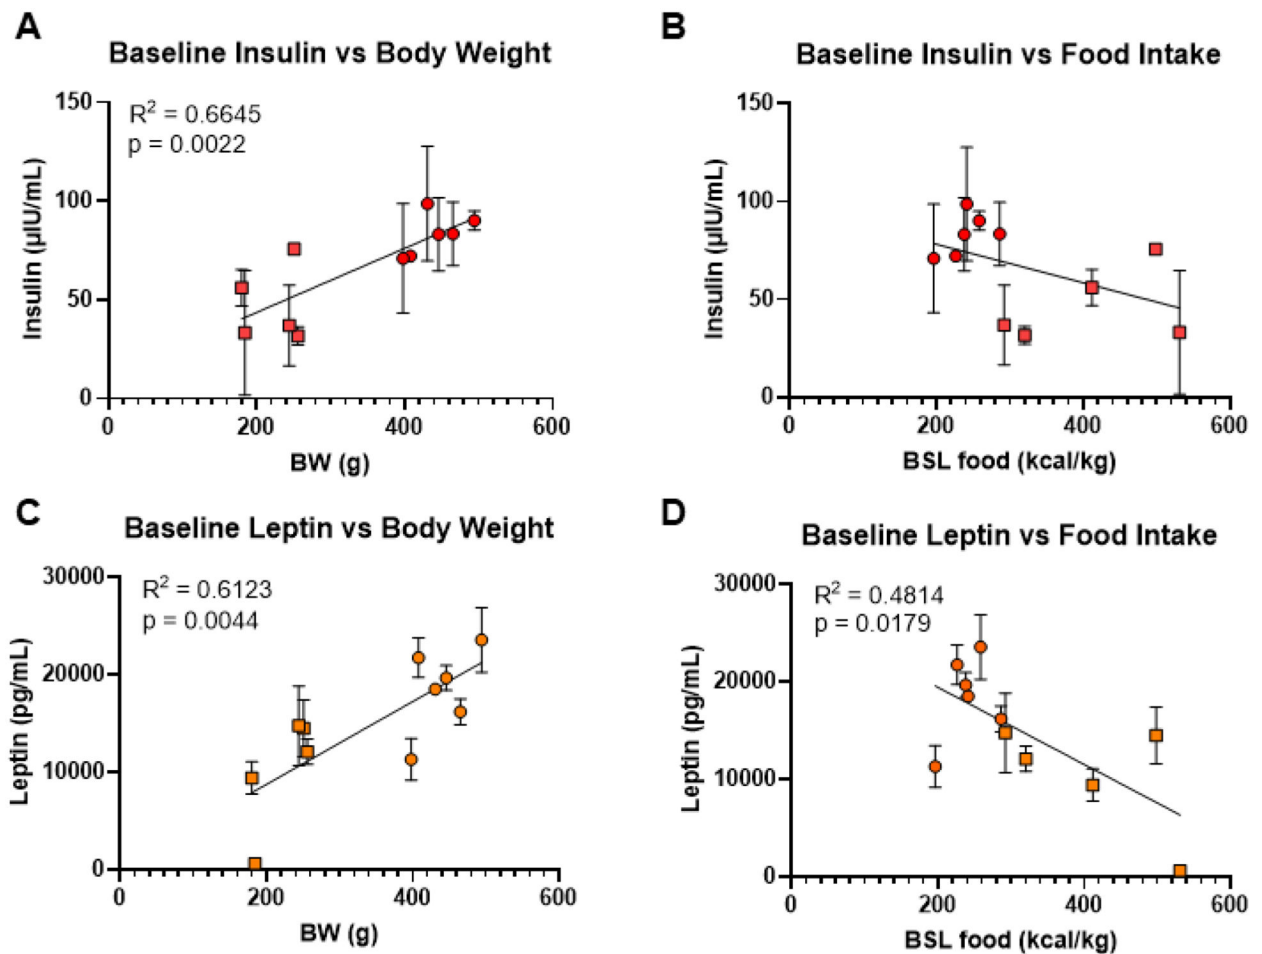 A
Baseline Insulin vs Body Weight
R² = 0.6645
p = 0.0022
150
100
50
0
Insulin (µIU/mL)
0 200 400 600
BW (g)
B
Baseline Insulin vs Food Intake
150
100
50
0
Insulin (µIU/mL)
0 200 400 600
BSL food (kcal/kg)
C
Baseline Leptin vs Body Weight
R² = 0.6123
p = 0.0044
30000
20000
10000
0
Leptin (pg/mL)
0 200 400 600
BW (g)
D
Baseline Leptin vs Food Intake
R² = 0.4814
p = 0.0179
30000
20000
10000
0
Leptin (pg/mL)
0 200 400 600
BSL food (kcal/kg)